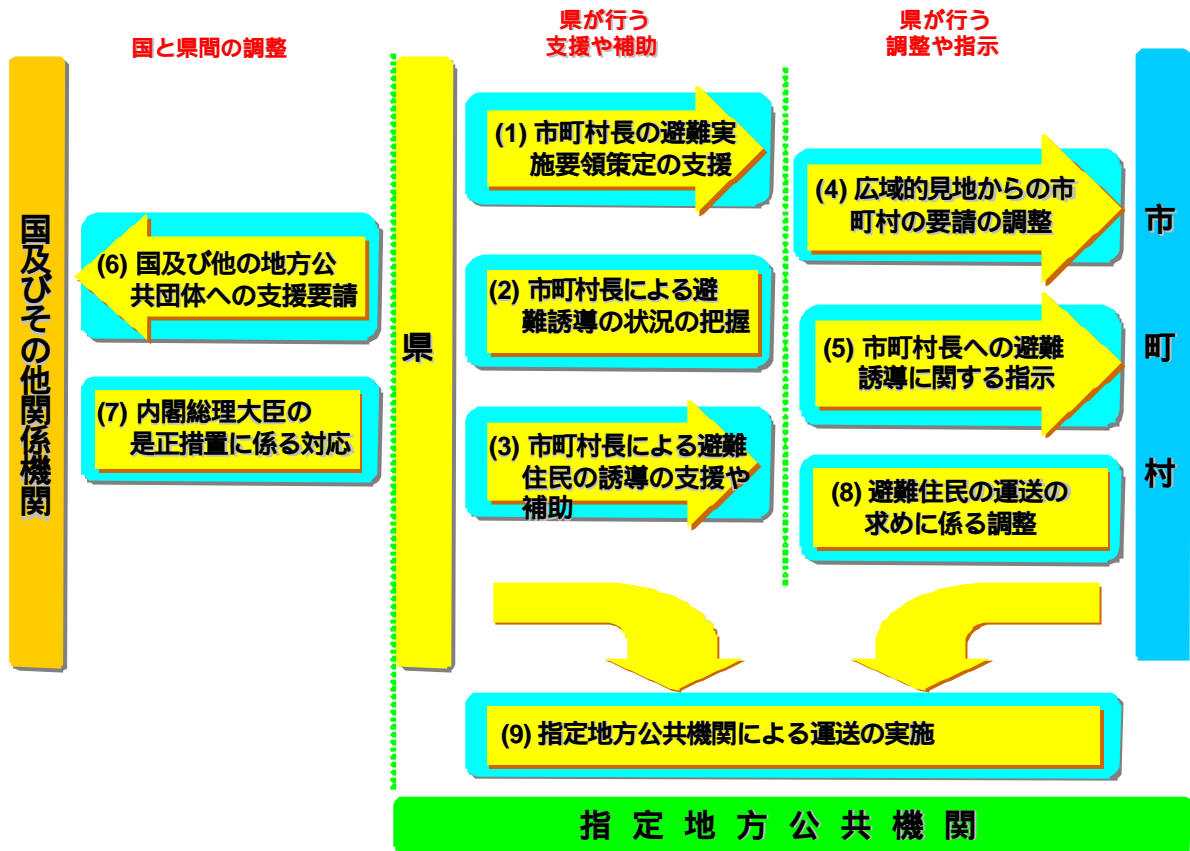 国と県間の調整
県が行う
支援や補助
県が行う
調整や指示
国及びその他関係機関
県
市町村
(1) 市町村長の避難実
施要領策定の支援
(2) 市町村長による避
難誘導の状況の把握
(3) 市町村長による避難
住民の誘導の支援や
補助
(4) 広域的見地からの市
町村の要請の調整
(5) 市町村長への避難
誘導に関する指示
(6) 国及び他の地方公
共団体への支援要請
(7) 内閣総理大臣の
是正措置に係る対応
(8) 避難住民の運送の
求めに係る調整
(9) 指定地方公共機関による運送の実施
指定地方公共機関